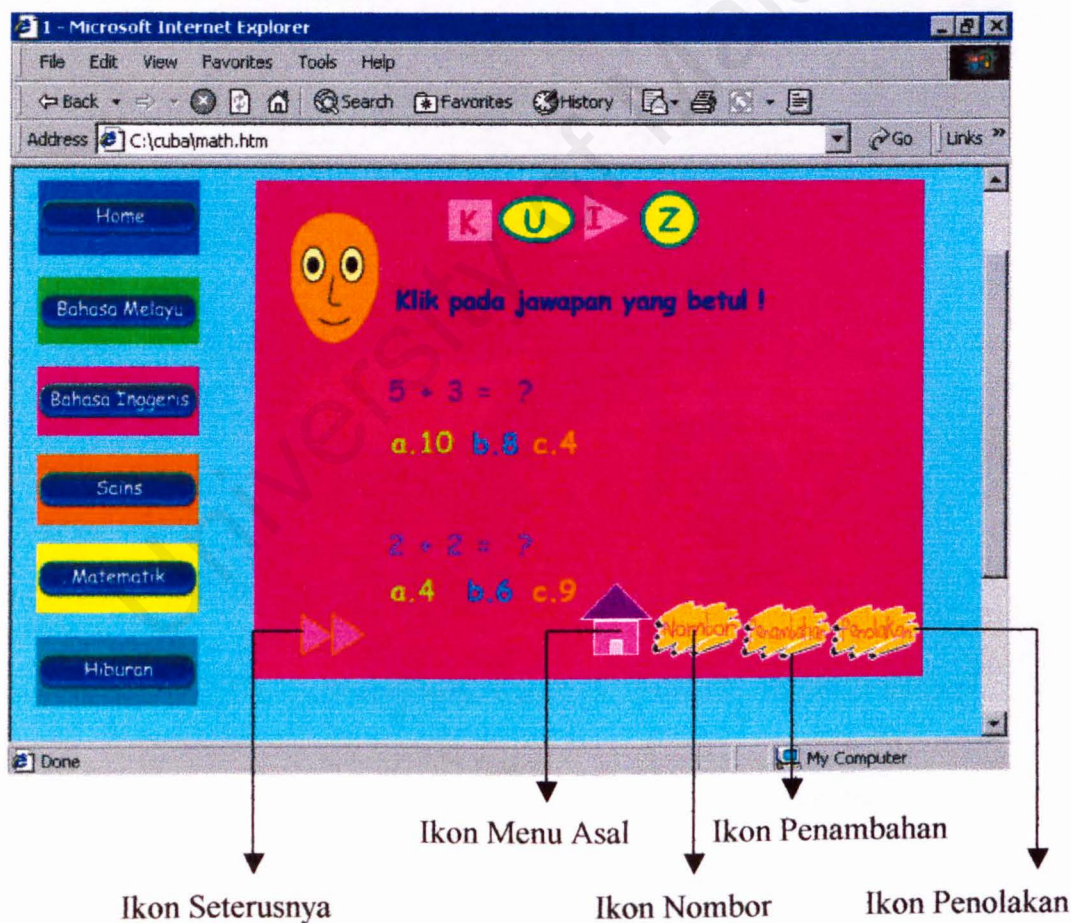 1 - Microsoft Internet Explorer
File Edit View Favorites Tools Help
Back Search Favorites History
Address C:\cuba\math.htm Go Links »
Home
Bahasa Melayu
Bahasa Inggeris
Sains
Matematik
Hiburan
K U I Z
Klik pada jawapan yang betul !
5 + 3 = ?
a.10 b.8 c.4
2 + 2 = ?
a.4 b.6 c.9
Nombor Penambahan Penolakan
Done My Computer
Ikon Menu Asal Ikon Penambahan
Ikon Seterusnya Ikon Nombor Ikon Penolakan